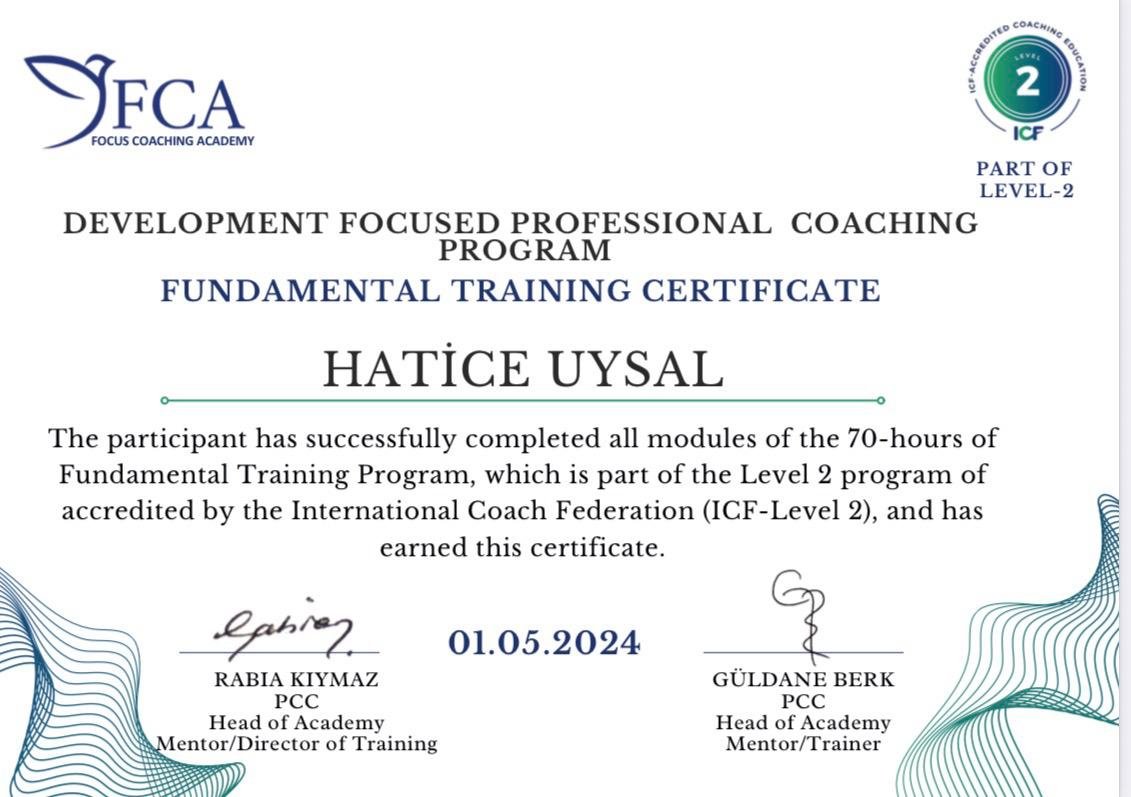 FCA
FOCUS COACHING ACADEMY
ICF-ACCREDITED COACHING EDUCATION
LEVEL
2
ICF
PART OF
LEVEL-2
DEVELOPMENT FOCUSED PROFESSIONAL COACHING
PROGRAM
FUNDAMENTAL TRAINING CERTIFICATE
HATİCE UYSAL
The participant has successfully completed all modules of the 70-hours of
Fundamental Training Program, which is part of the Level 2 program of
accredited by the International Coach Federation (ICF-Level 2), and has
earned this certificate.
01.05.2024
RABIA KIYMAZ
PCC
Head of Academy
Mentor/Director of Training
GÜLDANE BERK
PCC
Head of Academy
Mentor/Trainer